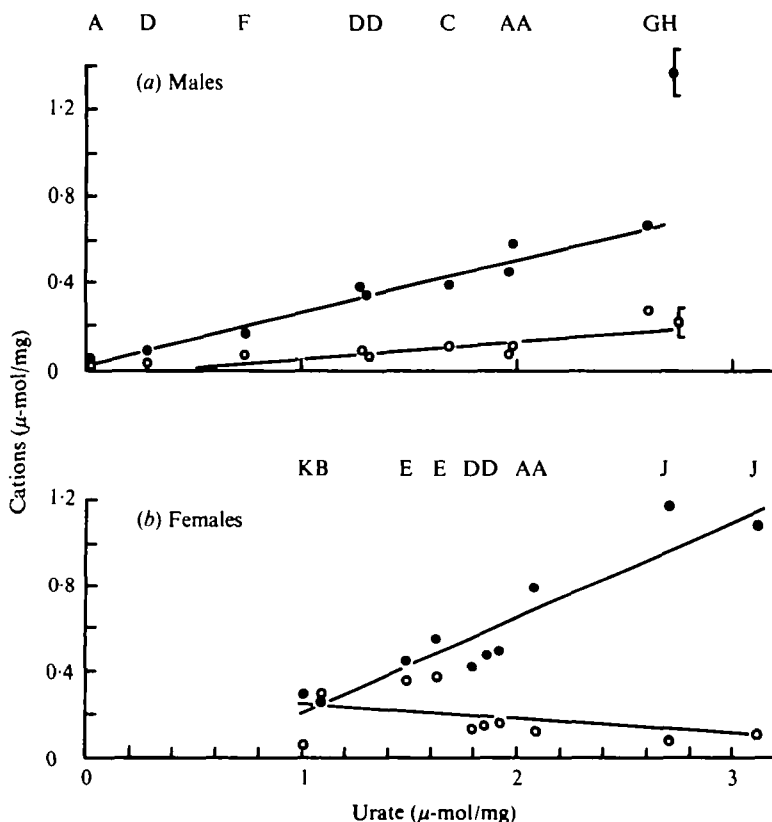 A D F DD C AA GH
(a) Males
1·2
0·8
0·4
0
Cations (μ-mol/mg)
KB E E DD AA J J
(b) Females
1·2
0·8
0·4
0
0 1 2 3
Urate (μ-mol/mg)